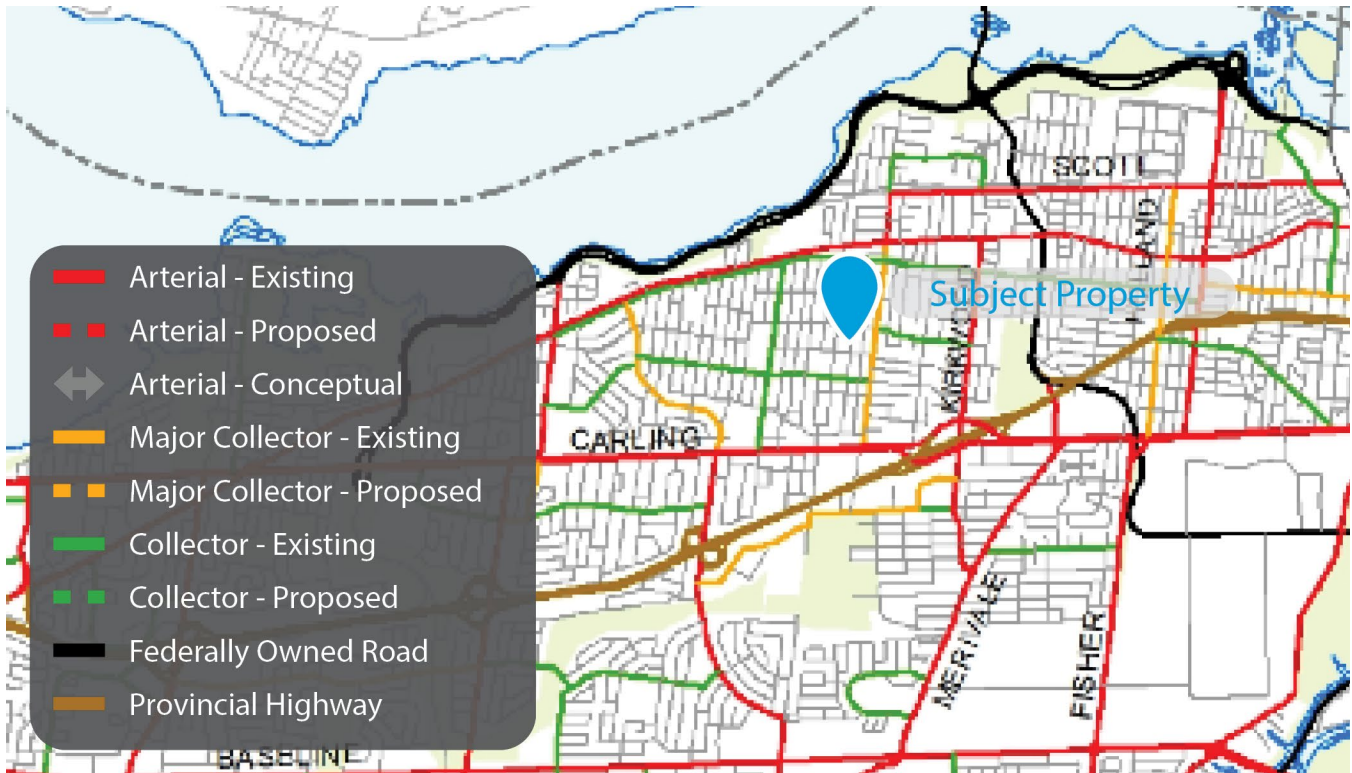 SCOTT
Subject Property
KIRKWOOD
CARLING
Arterial - Existing
Arterial - Proposed
Arterial - Conceptual
Major Collector - Existing
Major Collector - Proposed
Collector - Existing
Collector - Proposed
Federally Owned Road
Provincial Highway
MERIVALE
FISHER
BASELINE